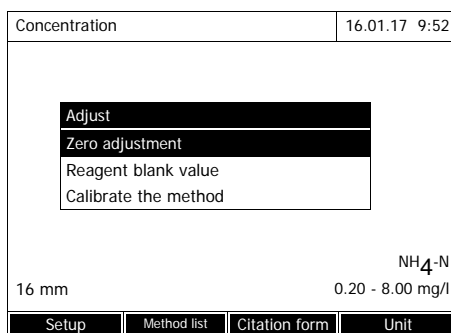 Concentration 16.01.17 9:52
Adjust
Zero adjustment
Reagent blank value
Calibrate the method
NH4-N
16 mm 0.20 - 8.00 mg/l
Setup Method list Citation form Unit